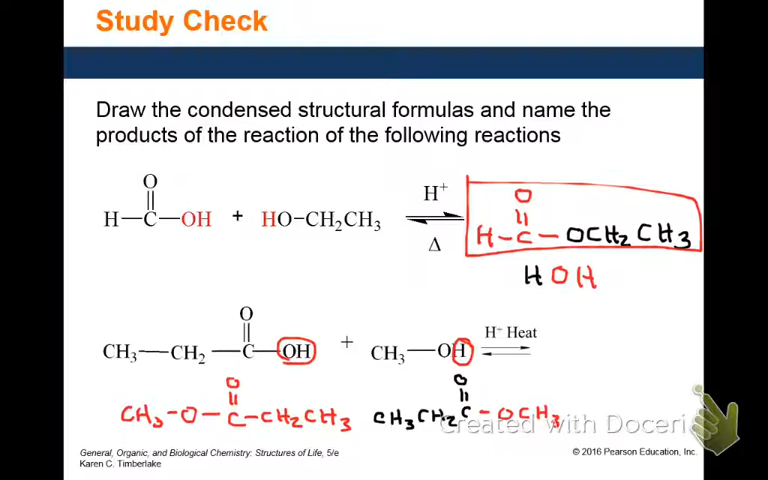 Study Check
Draw the condensed structural formulas and name the
products of the reaction of the following reactions
O
H—C—OH + HO—CH₂CH₃
H⁺
Δ
O
H-C-OCH₂CH₃
HOH
O
CH₃—CH₂—C—OH + CH₃—OH
H⁺ Heat
O
CH₃-O-C-CH₂CH₃
O
CH₃CH₂C-OCH₃
Created with Doceri
General, Organic, and Biological Chemistry: Structures of Life, 5/e
Karen C. Timberlake
© 2016 Pearson Education, Inc.